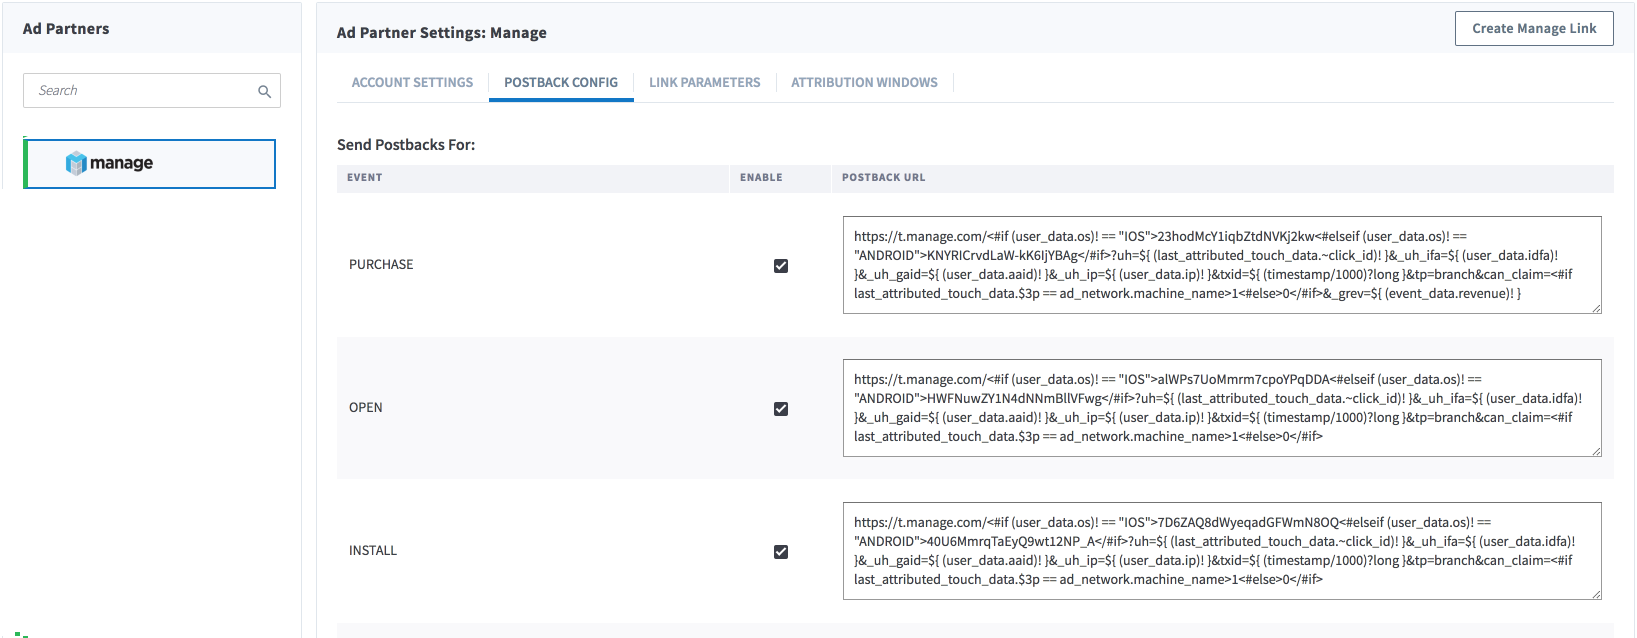 Ad Partners
Search
manage
Ad Partner Settings: Manage
Create Manage Link
ACCOUNT SETTINGS
POSTBACK CONFIG
LINK PARAMETERS
ATTRIBUTION WINDOWS
Send Postbacks For:
EVENT
ENABLE
POSTBACK URL
PURCHASE
https://t.manage.com/<#if (user_data.os)! == "IOS">23hodMcY1iqbZtdNVKj2kw<#elseif (user_data.os)! ==
"ANDROID">KNYRICrvdLaW-kK6IjYBAg</#if>?uh=${ (last_attributed_touch_data.~click_id)! }&_uh_ifa=${ (user_data.idfa)!
}&_uh_gaid=${ (user_data.aaid)! }&_uh_ip=${ (user_data.ip)! }&txid=${ (timestamp/1000)?long }&tp=branch&can_claim=<#if
last_attributed_touch_data.$3p == ad_network.machine_name>1<#else>0</#if>&_grev=${ (event_data.revenue)! }
OPEN
https://t.manage.com/<#if (user_data.os)! == "IOS">alWPs7UoMmrm7cpoYPqDDA<#elseif (user_data.os)! ==
"ANDROID">HWFNuwZY1N4dNNmBllVFwg</#if>?uh=${ (last_attributed_touch_data.~click_id)! }&_uh_ifa=${ (user_data.idfa)!
}&_uh_gaid=${ (user_data.aaid)! }&_uh_ip=${ (user_data.ip)! }&txid=${ (timestamp/1000)?long }&tp=branch&can_claim=<#if
last_attributed_touch_data.$3p == ad_network.machine_name>1<#else>0</#if>
INSTALL
https://t.manage.com/<#if (user_data.os)! == "IOS">7D6ZAQ8dWyeqadGFWmN8OQ<#elseif (user_data.os)! ==
"ANDROID">40U6MmrqTaEyQ9wt12NP_A</#if>?uh=${ (last_attributed_touch_data.~click_id)! }&_uh_ifa=${ (user_data.idfa)!
}&_uh_gaid=${ (user_data.aaid)! }&_uh_ip=${ (user_data.ip)! }&txid=${ (timestamp/1000)?long }&tp=branch&can_claim=<#if
last_attributed_touch_data.$3p == ad_network.machine_name>1<#else>0</#if>